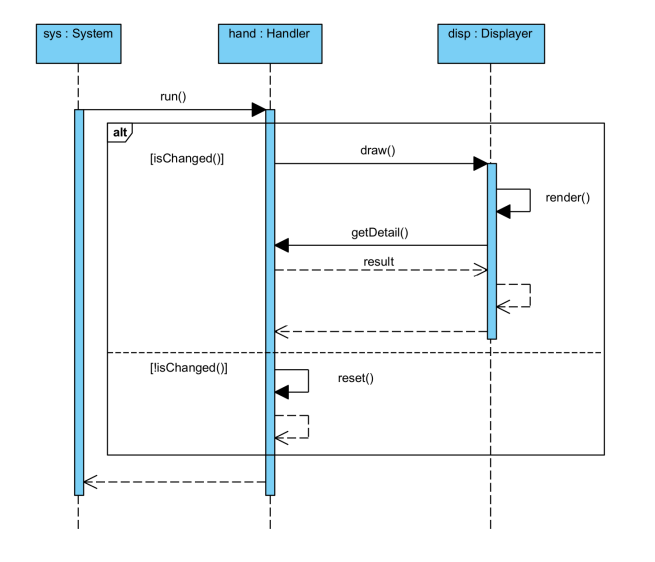 sys : System
hand : Handler
disp : Displayer
run()
alt
[isChanged()]
draw()
render()
getDetail()
result
[!isChanged()]
reset()